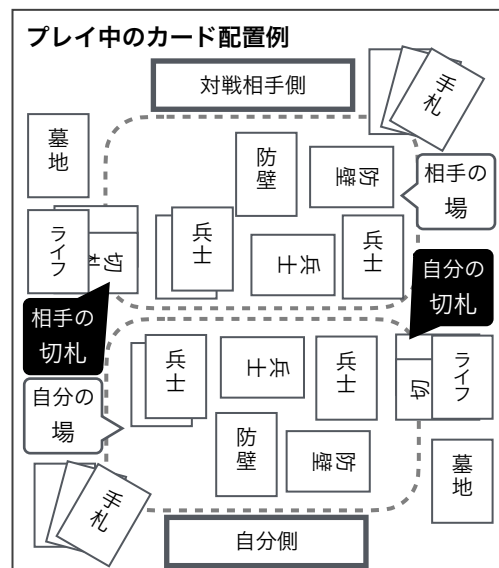 プレイ中のカード配置例
対戦相手側
手札
墓地
防壁
防壁
相手の
場
ライフ
切札
兵士
兵士
兵士
自分の
切札
相手の
切札
兵士
兵士
兵士
切
ライフ
自分の
場
防壁
防壁
墓地
手札
自分側